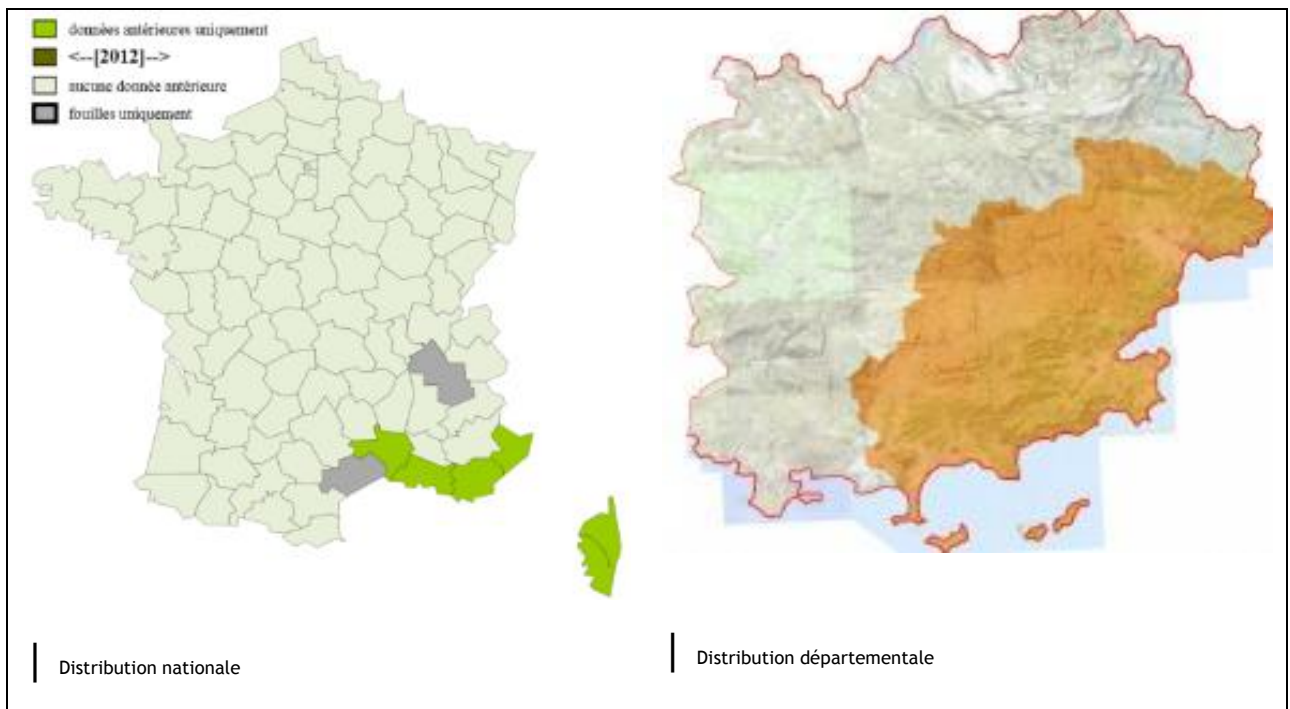 données antérieures uniquement
<--[2012]-->
aucune donnée antérieure
fouilles uniquement
Distribution nationale
Distribution départementale